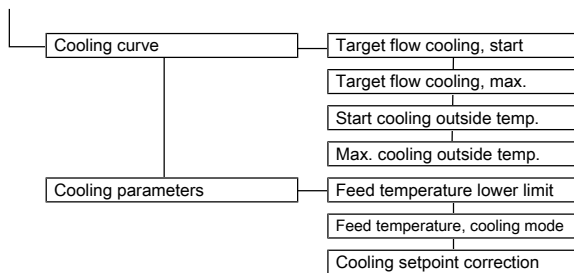 Cooling curve
Target flow cooling, start
Target flow cooling, max.
Start cooling outside temp.
Max. cooling outside temp.
Cooling parameters
Feed temperature lower limit
Feed temperature, cooling mode
Cooling setpoint correction